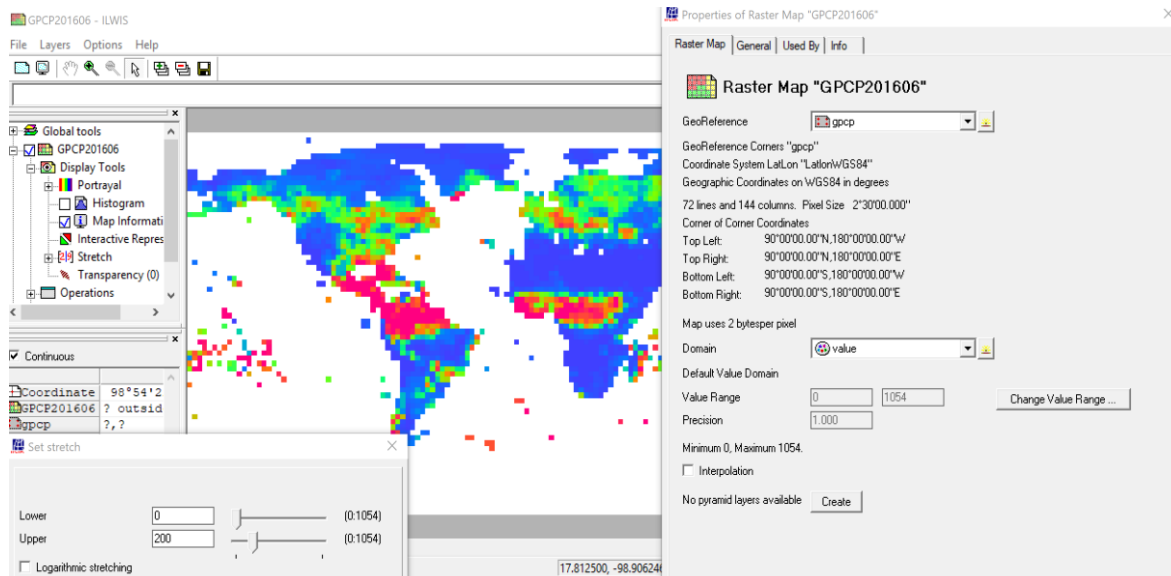 GPCP201606 - ILWIS
File Layers Options Help
Global tools
GPCP201606
Display Tools
Portrayal
Histogram
Map Informati
Interactive Repres
Stretch
Transparency (0)
Operations
Continuous
Coordinate 98°54'2
GPCP201606 ? outsid
gpcp ?,?
Set stretch
Lower 0 (0:1054)
Upper 200 (0:1054)
Logarithmic stretching
17.812500, -98.906246
Properties of Raster Map "GPCP201606"
Raster Map General Used By Info
Raster Map "GPCP201606"
GeoReference gpcp
GeoReference Corners "gpcp"
Coordinate System LatLon "LatlonWGS84"
Geographic Coordinates on WGS84 in degrees
72 lines and 144 columns. Pixel Size 2°30'00.000"
Corner of Corner Coordinates
Top Left: 90°00'00.00"N,180°00'00.00"W
Top Right: 90°00'00.00"N,180°00'00.00"E
Bottom Left: 90°00'00.00"S,180°00'00.00"W
Bottom Right: 90°00'00.00"S,180°00'00.00"E
Map uses 2 bytesper pixel
Domain value
Default Value Domain
Value Range 0 1054 Change Value Range ...
Precision 1.000
Minimum 0, Maximum 1054.
Interpolation
No pyramid layers available Create